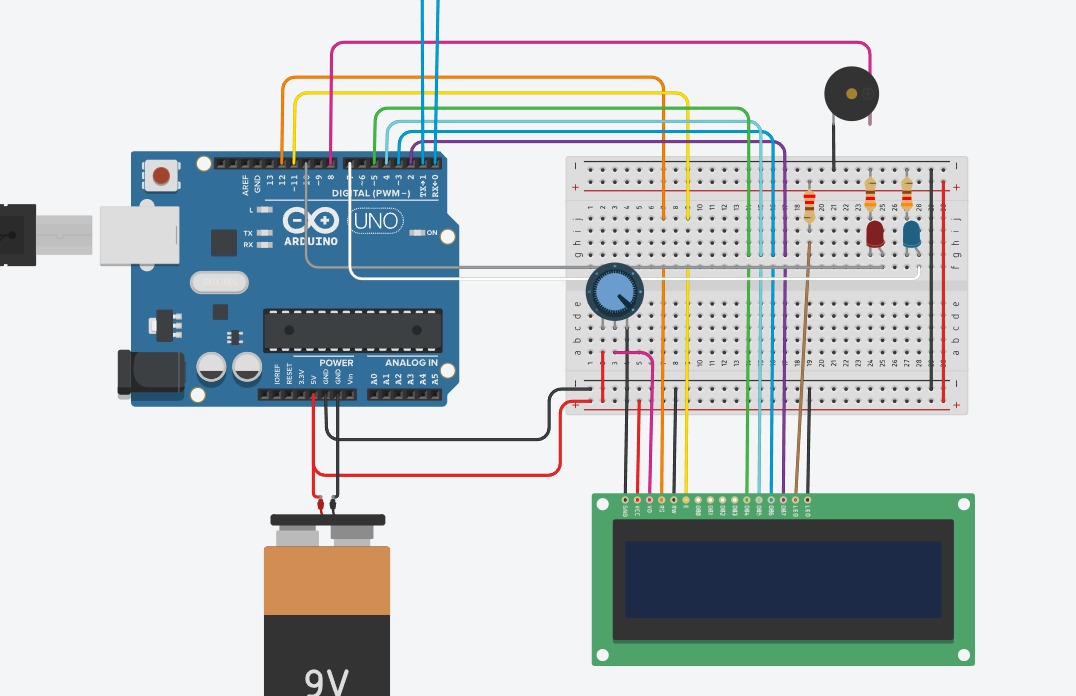 AREF
GND
13
12
~11
~9
8
~6
~5
4
~3
2
TX→1
RX←0
DIGITAL (PWM~)
L
TX
RX
ARDUINO
UNO
ON
POWER
ANALOG IN
IOREF
RESET
3.3V
5V
GND
GND
Vin
A0
A1
A2
A3
A4
A5
9V
j
i
h
g
f
e
d
c
b
a
GND
VCC
V0
RS
RW
E
DB0
DB1
DB2
DB3
DB4
DB5
DB6
DB7
LED
LED